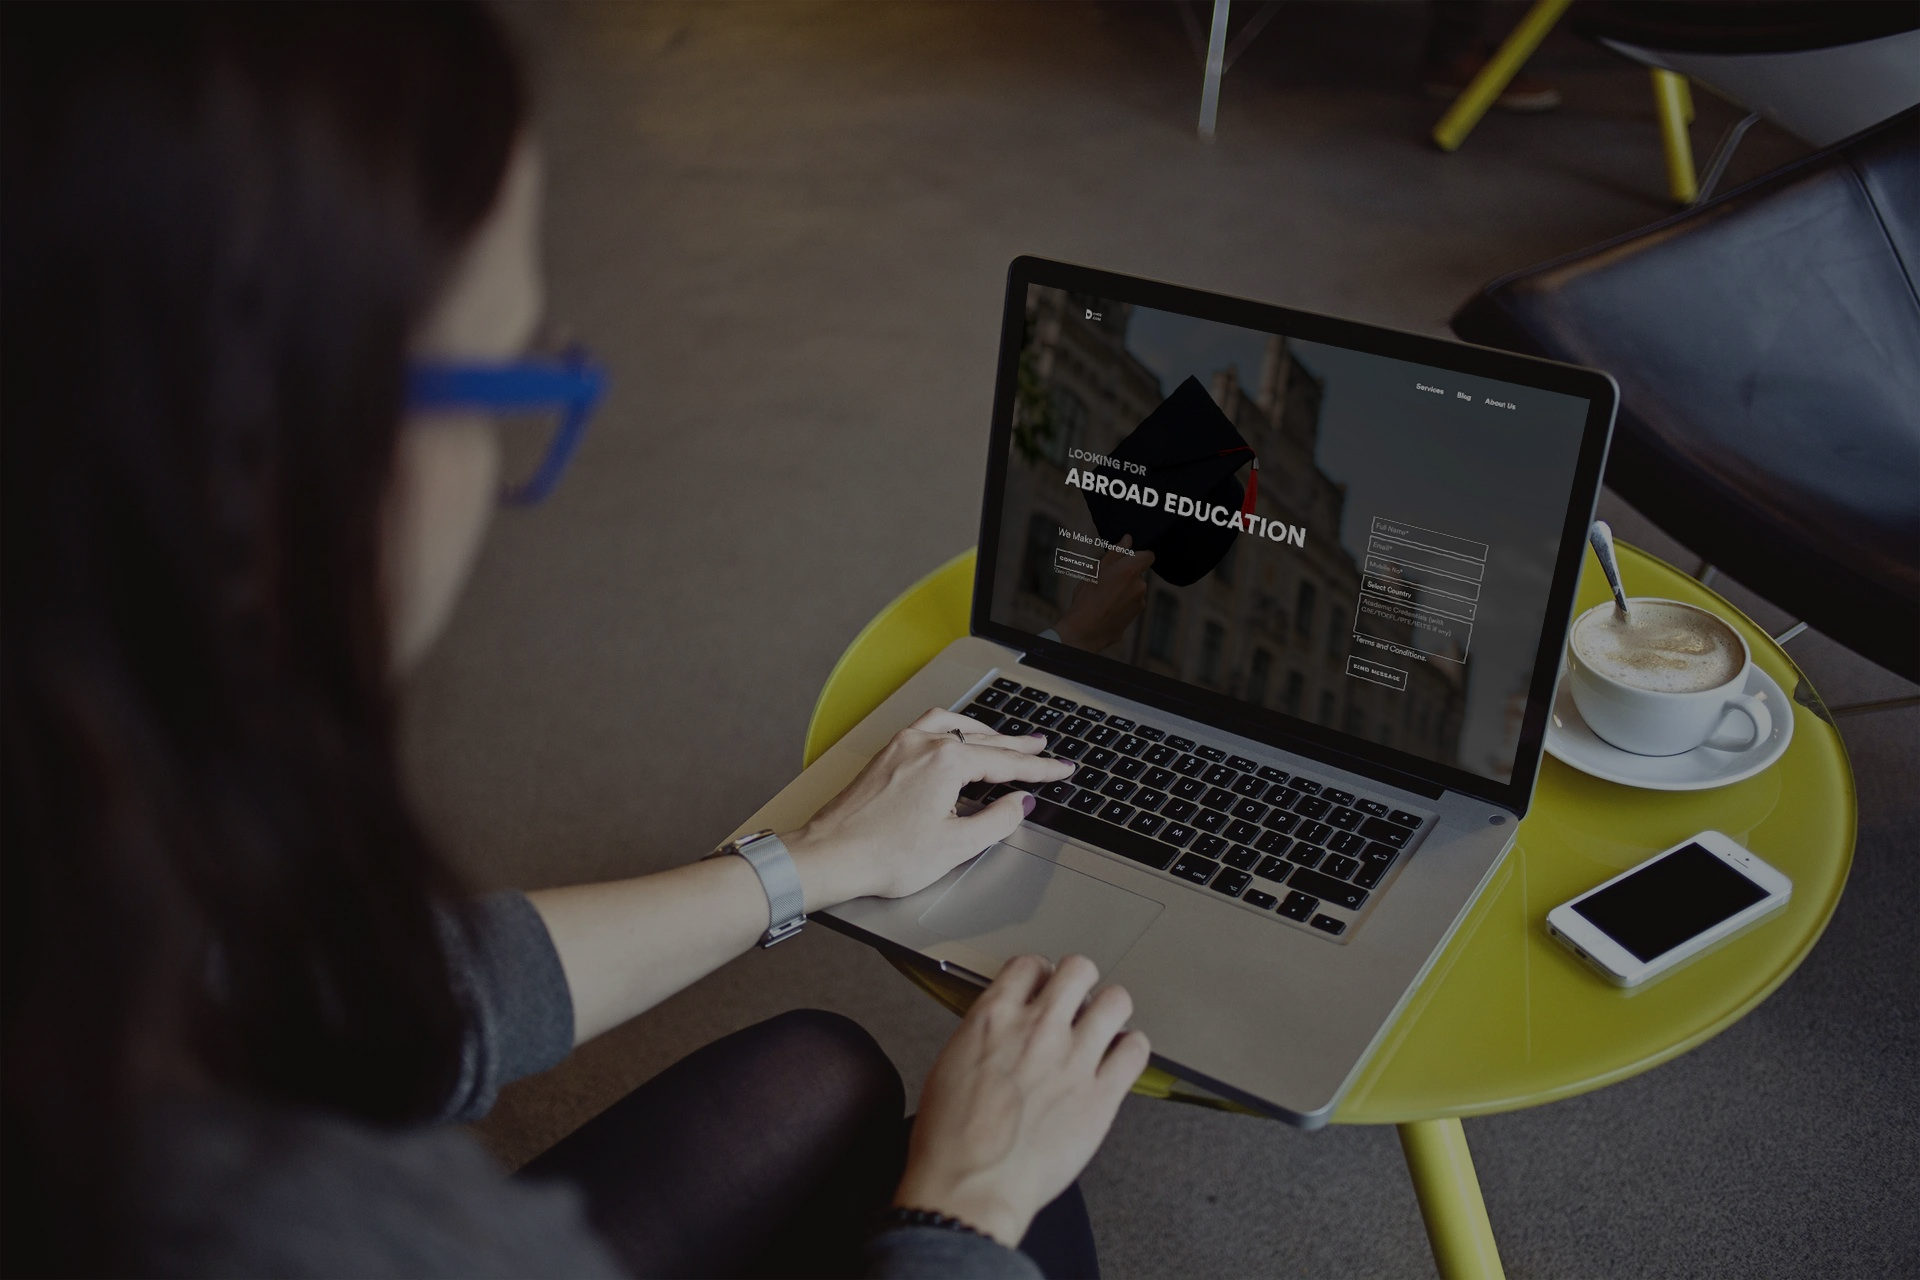 Services Blog About Us
LOOKING FOR
ABROAD EDUCATION
We Make Difference.
CONTACT US
Full Name*
Email*
Mobile No*
Select Country
Academic Credentials (with
GRE/TOEFL/PTE/IELTS if any)
*Terms and Conditions.
SEND MESSAGE